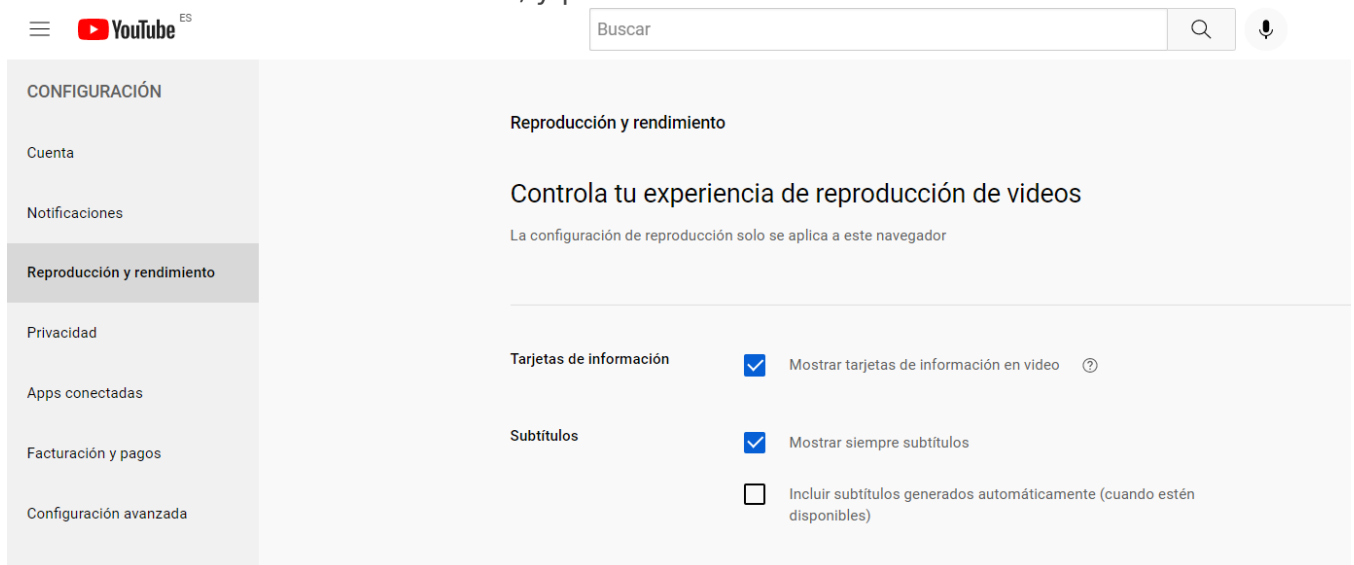 YouTube ES
Buscar
CONFIGURACIÓN
Cuenta
Notificaciones
Reproducción y rendimiento
Privacidad
Apps conectadas
Facturación y pagos
Configuración avanzada
Reproducción y rendimiento
Controla tu experiencia de reproducción de videos
La configuración de reproducción solo se aplica a este navegador
Tarjetas de información
Mostrar tarjetas de información en video
Subtítulos
Mostrar siempre subtítulos
Incluir subtítulos generados automáticamente (cuando estén
disponibles)